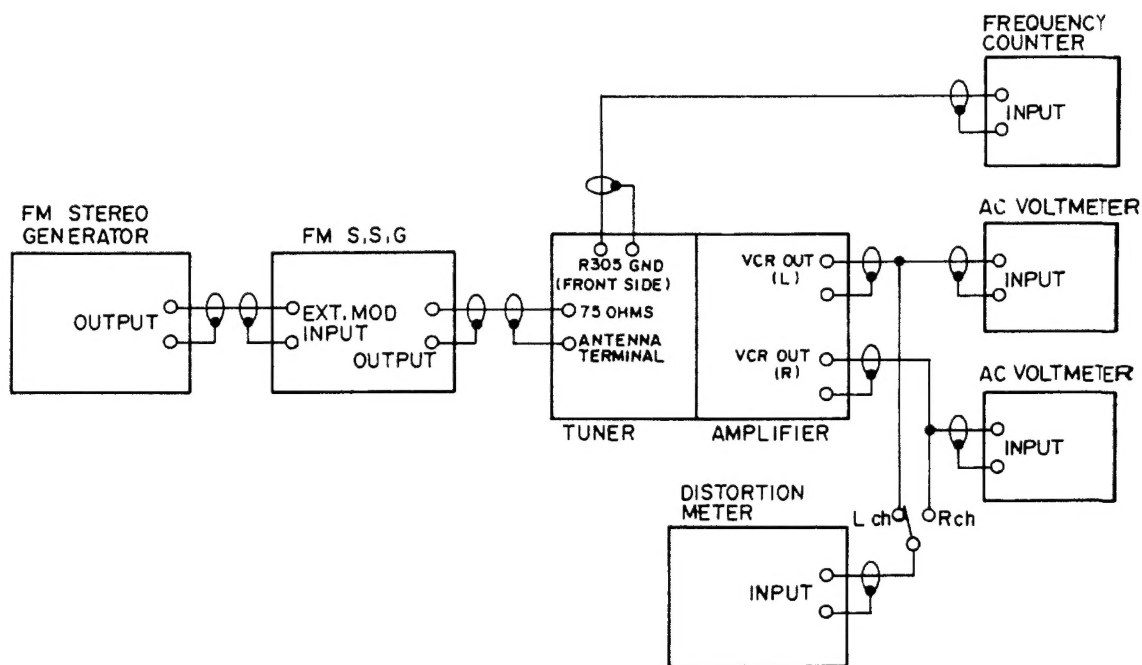 FREQUENCY
COUNTER
INPUT
FM STEREO
GENERATOR
OUTPUT
FM S.S.G
EXT.MOD
INPUT
OUTPUT
R305 GND
(FRONT SIDE)
75 OHMS
ANTENNA
TERMINAL
TUNER
VCR OUT
(L)
VCR OUT
(R)
AMPLIFIER
AC VOLTMETER
INPUT
AC VOLTMETER
INPUT
L ch
Rch
DISTORTION
METER
INPUT